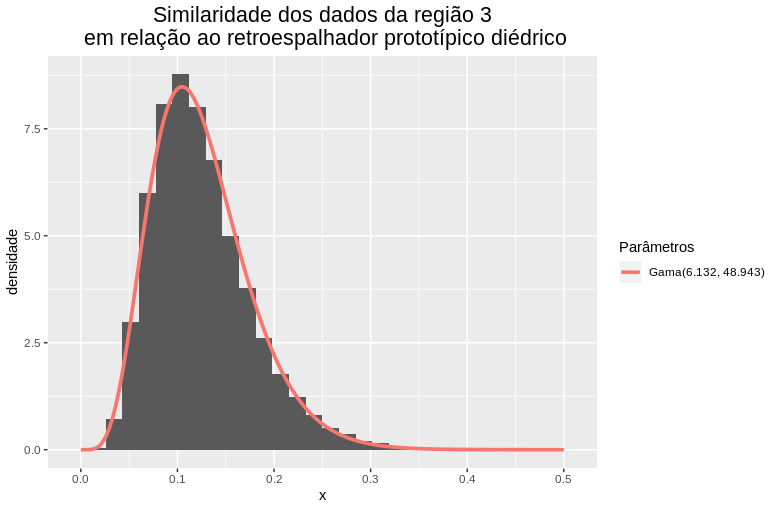 Similaridade dos dados da região 3
em relação ao retroespalhador prototípico diédrico
densidade
7.5
5.0
2.5
0.0
0.0 0.1 0.2 0.3 0.4 0.5
x
Parâmetros
Gama(6.132, 48.943)